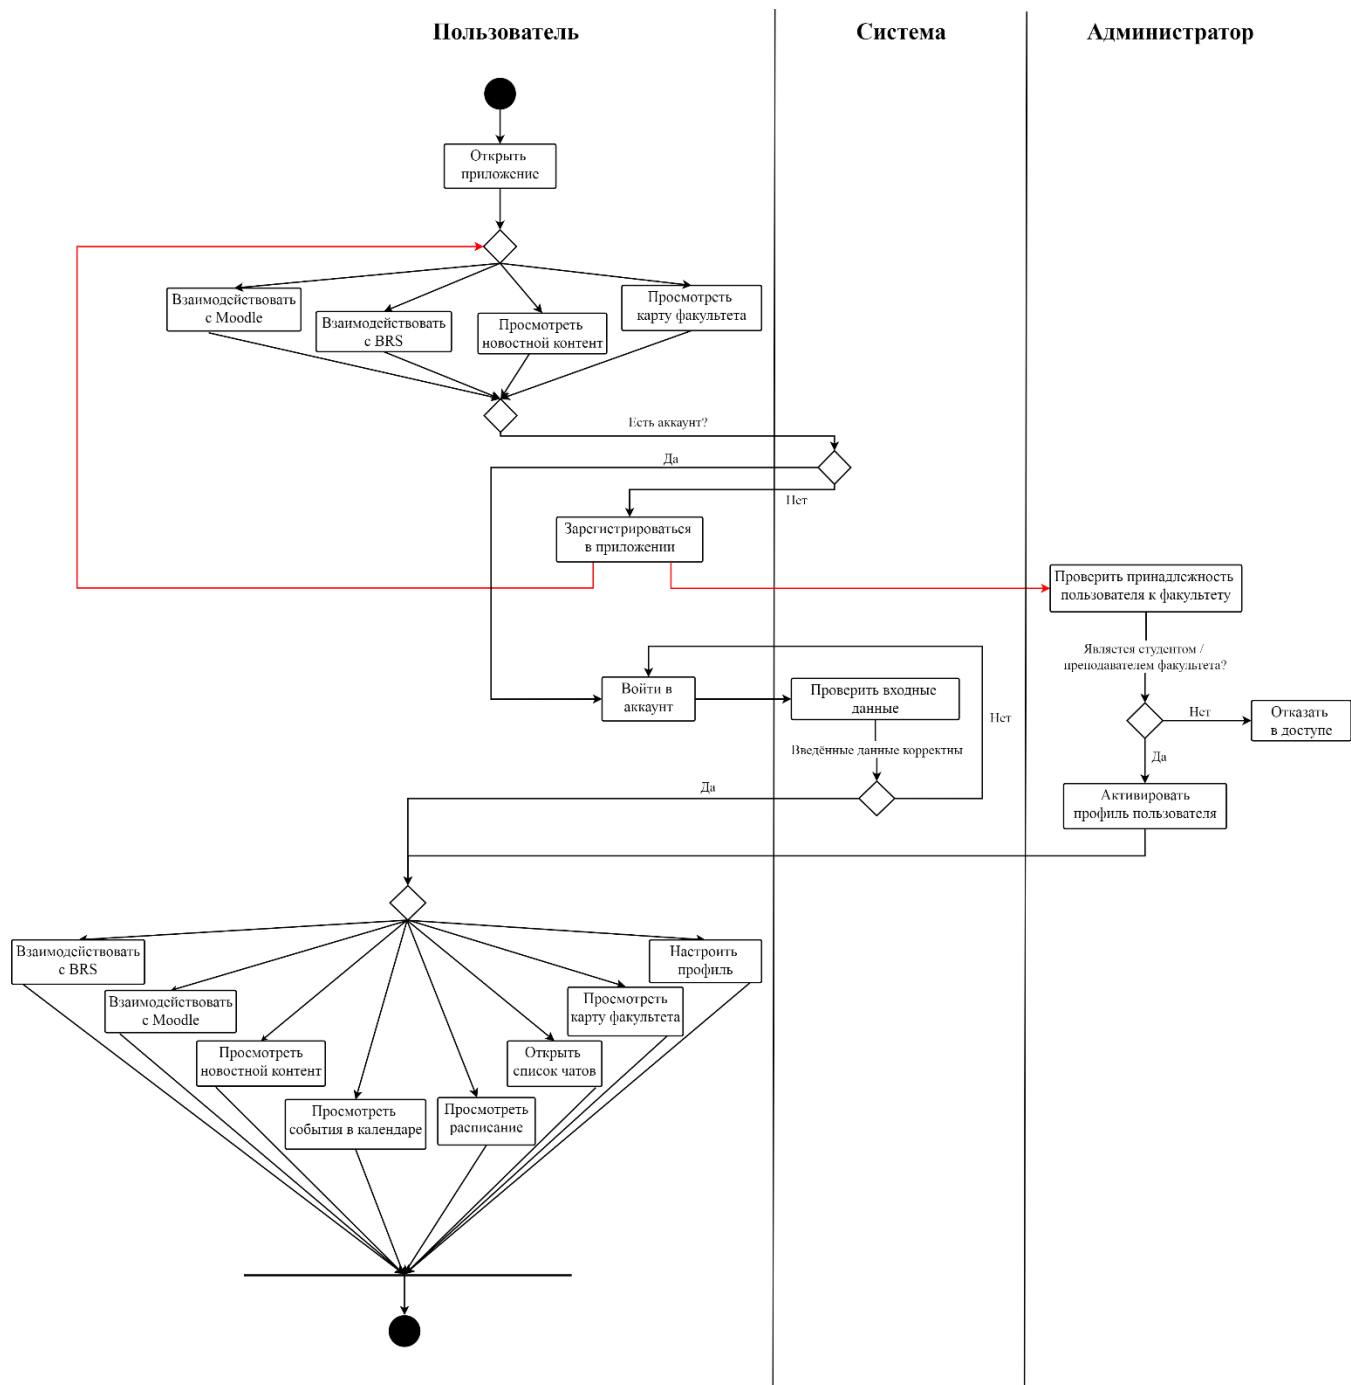 Пользователь
Система
Администратор
Открыть
приложение
Взаимодействовать
с Moodle
Взаимодействовать
с BRS
Просмотреть
новостной контент
Просмотреть
карту факультета
Есть аккаунт?
Да
Нет
Зарегистрироваться
в приложении
Проверить принадлежность
пользователя к факультету
Является студентом /
преподавателем факультета?
Войти в
аккаунт
Проверить входные
данные
Нет
Нет
Отказать
в доступе
Введённые данные корректны
Да
Да
Активировать
профиль пользователя
Взаимодействовать
с BRS
Взаимодействовать
с Moodle
Просмотреть
новостной контент
Просмотреть
события в календаре
Просмотреть
расписание
Открыть
список чатов
Просмотреть
карту факультета
Настроить
профиль